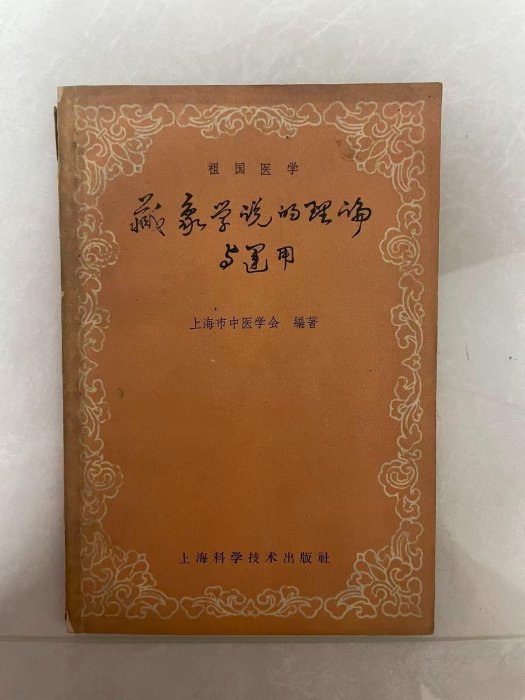 祖国医学
藏象学说的理论
与运用
上海市中医学会 编著
上海科学技术出版社